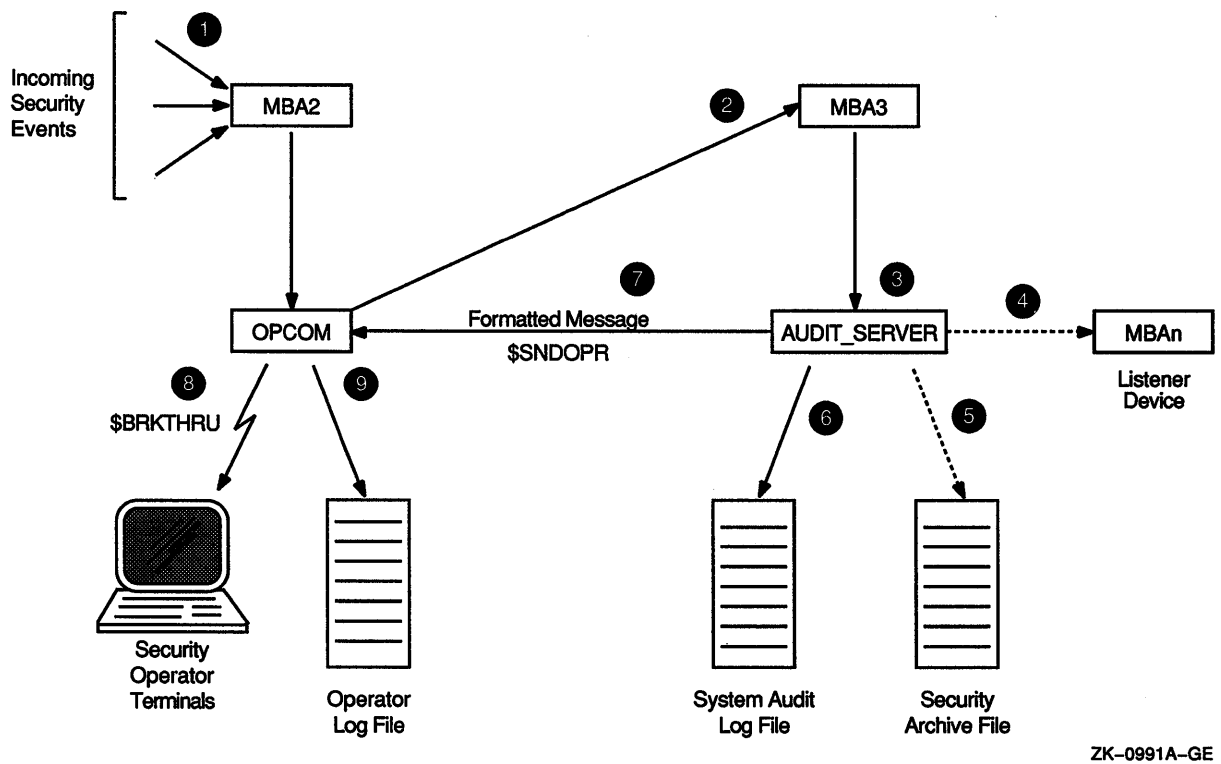 1
Incoming
Security
Events
MBA2
2
MBA3
7
3
4
OPCOM
Formatted Message
$SNDOPR
AUDIT_SERVER
MBAn
Listener
Device
8
$BRKTHRU
9
6
5
Security
Operator
Terminals
Operator
Log File
System Audit
Log File
Security
Archive File
ZK–0991A–GE